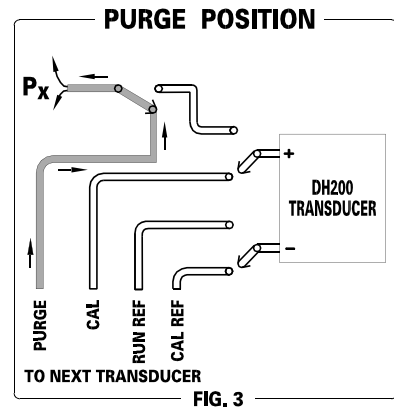 PURGE POSITION
Px
+
DH200
TRANSDUCER
−
PURGE
CAL
RUN REF
CAL REF
TO NEXT TRANSDUCER
FIG. 3